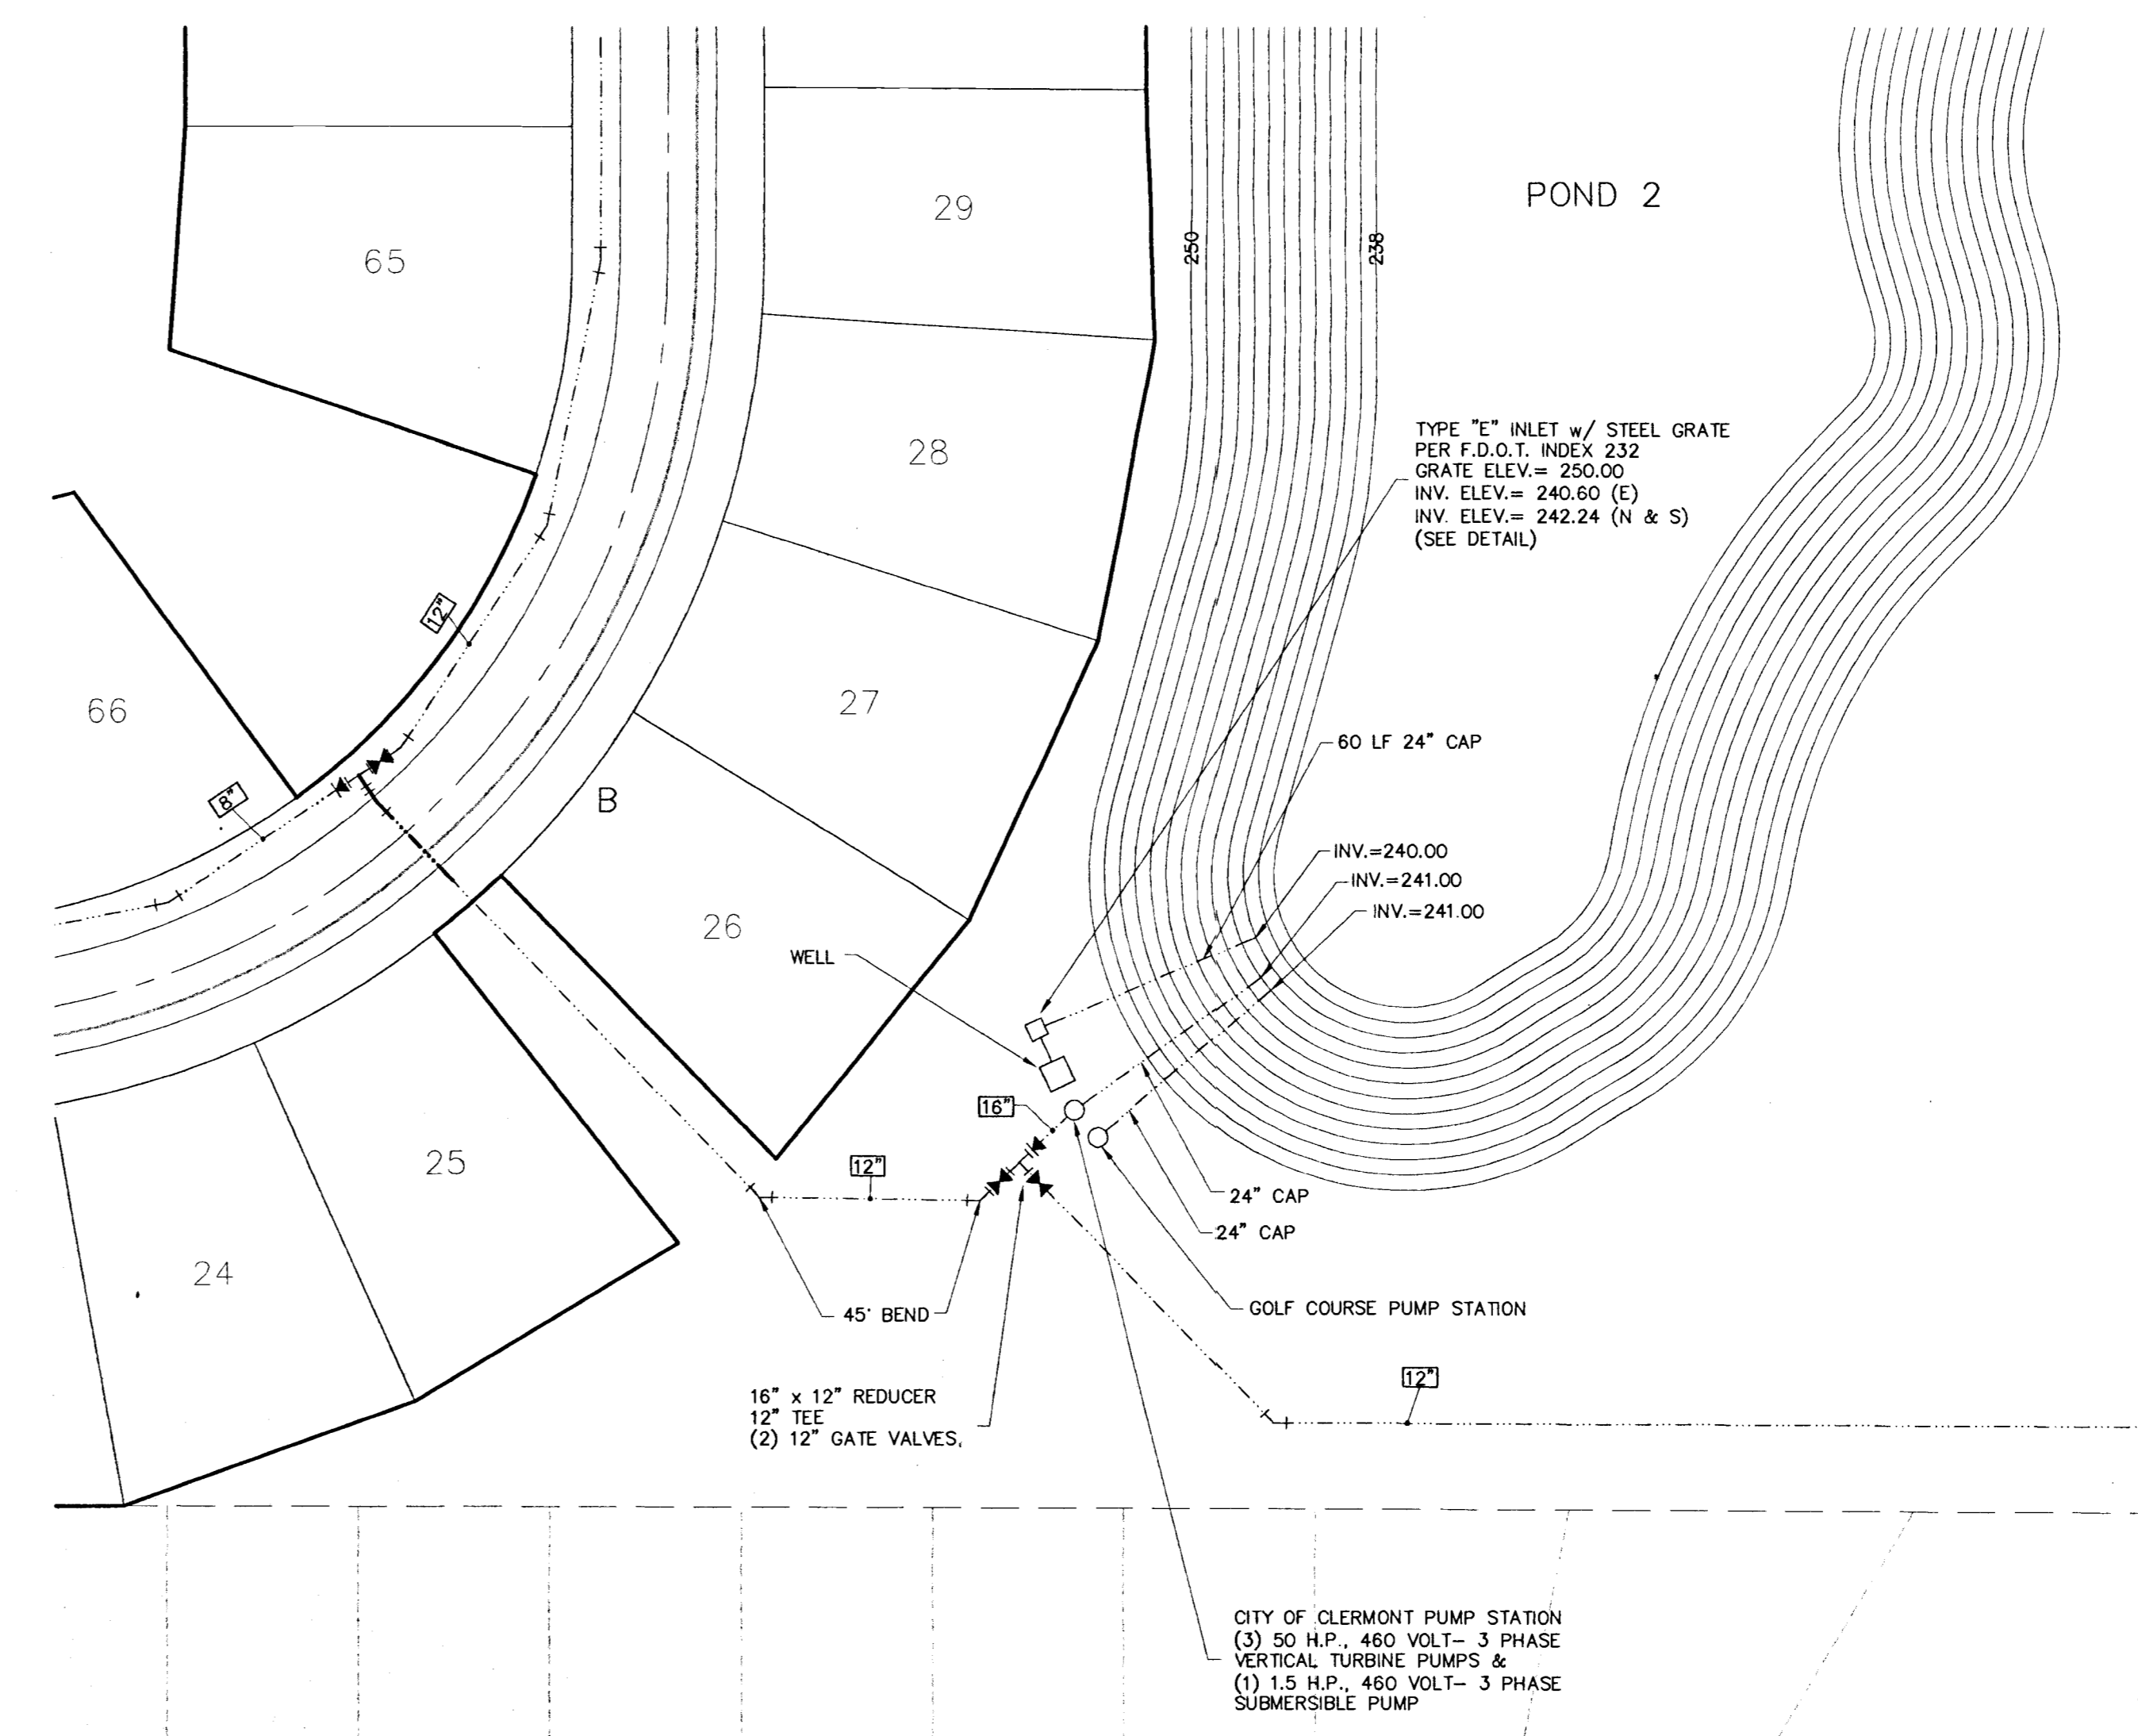 POND 2
29
65
250
238
TYPE "E" INLET w/ STEEL GRATE
PER F.D.O.T. INDEX 232
GRATE ELEV.= 250.00
INV. ELEV.= 240.60 (E)
INV. ELEV.= 242.24 (N & S)
(SEE DETAIL)
28
12"
27
66
60 LF 24" CAP
8"
B
INV.=240.00
INV.=241.00
INV.=241.00
26
WELL
16"
12"
25
24" CAP
24" CAP
24
45° BEND
GOLF COURSE PUMP STATION
12"
16" x 12" REDUCER
12" TEE
(2) 12" GATE VALVES,
CITY OF CLERMONT PUMP STATION
(3) 50 H.P., 460 VOLT– 3 PHASE
VERTICAL TURBINE PUMPS &
(1) 1.5 H.P., 460 VOLT– 3 PHASE
SUBMERSIBLE PUMP